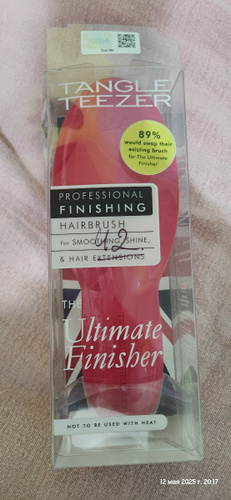 TANGLE
TEEZER
89%
would swap their
existing brush
for The Ultimate
Finisher
PROFESSIONAL
FINISHING
HAIRBRUSH
For SMOOTHING, SHINE,
& HAIR EXTENSIONS
№2.
THE
Ultimate
Finisher
NOT TO BE USED WITH HEAT
12 мая 2025 г. 20:17